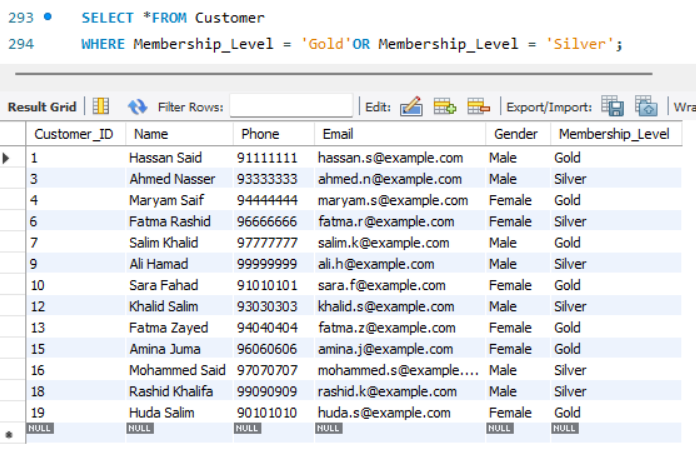 293 SELECT *FROM Customer
294 WHERE Membership_Level = 'Gold'OR Membership_Level = 'Silver';
Result Grid Filter Rows: Edit: Export/Import: Wra
Customer_ID Name Phone Email Gender Membership_Level
1 Hassan Said 91111111 hassan.s@example.com Male Gold
3 Ahmed Nasser 93333333 ahmed.n@example.com Male Silver
4 Maryam Saif 94444444 maryam.s@example.com Female Gold
6 Fatma Rashid 96666666 fatma.r@example.com Female Silver
7 Salim Khalid 97777777 salim.k@example.com Male Gold
9 Ali Hamad 99999999 ali.h@example.com Male Silver
10 Sara Fahad 91010101 sara.f@example.com Female Gold
12 Khalid Salim 93030303 khalid.s@example.com Male Silver
13 Fatma Zayed 94040404 fatma.z@example.com Female Gold
15 Amina Juma 96060606 amina.j@example.com Female Gold
16 Mohammed Said 97070707 mohammed.s@example.... Male Silver
18 Rashid Khalifa 99090909 rashid.k@example.com Male Silver
19 Huda Salim 90101010 huda.s@example.com Female Gold
NULL NULL NULL NULL NULL NULL